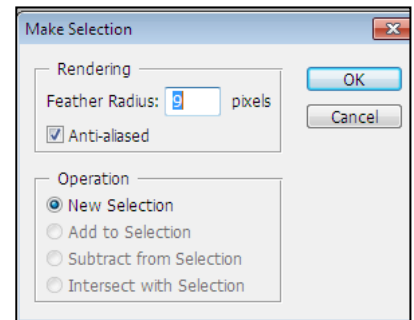 Make Selection
Rendering
Feather Radius: 9 pixels
Anti-aliased
OK
Cancel
Operation
New Selection
Add to Selection
Subtract from Selection
Intersect with Selection